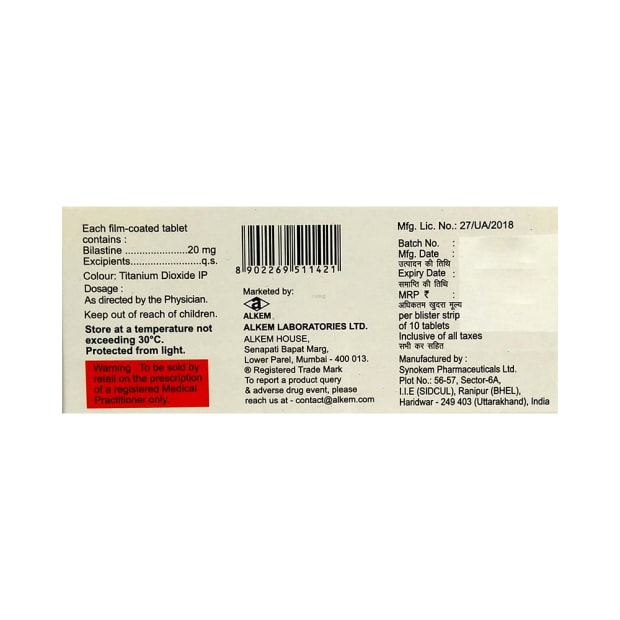 Each film-coated tablet
contains :
Bilastine .....................20 mg
Excipients........................q.s.
Colour: Titanium Dioxide IP
Dosage :
As directed by the Physician.
Keep out of reach of children.
Store at a temperature not
exceeding 30°C.
Protected from light.
Warning : To be sold by
retail on the prescription
of a registered Medical
Practitioner only.
8 902269 511421
Marketed by:
ALKEM
ALKEM LABORATORIES LTD.
ALKEM HOUSE,
Senapati Bapat Marg,
Lower Parel, Mumbai - 400 013.
® Registered Trade Mark
To report a product query
& adverse drug event, please
reach us at - contact@alkem.com
Mfg. Lic. No.: 27/UA/2018
Batch No. :
Mfg. Date :
उत्पादन की तिथि
Expiry Date :
समाप्ति की तिथि
MRP ₹ :
अधिकतम खुदरा मूल्य
per blister strip
of 10 tablets
Inclusive of all taxes
सभी कर सहित
Manufactured by :
Synokem Pharmaceuticals Ltd.
Plot No.: 56-57, Sector-6A,
I.I.E (SIDCUL), Ranipur (BHEL),
Haridwar - 249 403 (Uttarakhand), India